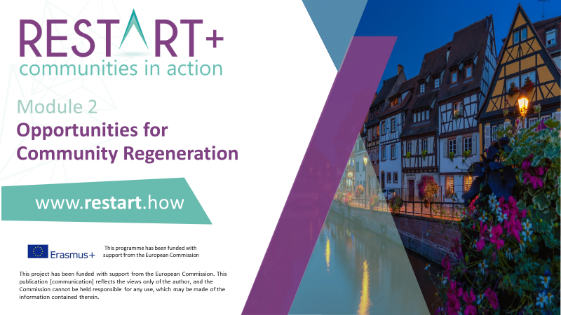 RESTART+
communities in action
Module 2
Opportunities for
Community Regeneration
www.restart.how
Erasmus+
This programme has been funded with
support from the European Commission
This project has been funded with support from the European Commission. This
publication [communication] reflects the views only of the author, and the
Commission cannot be held responsible for any use, which may be made of the
information contained therein.